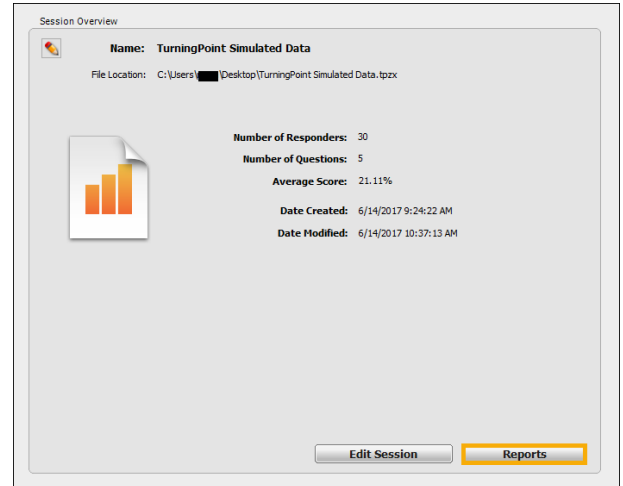 Session Overview
Name: TurningPoint Simulated Data
File Location: C:\Users\ \Desktop\TurningPoint Simulated Data.tpzx
Number of Responders: 30
Number of Questions: 5
Average Score: 21.11%
Date Created: 6/14/2017 9:24:22 AM
Date Modified: 6/14/2017 10:37:13 AM
Edit Session Reports